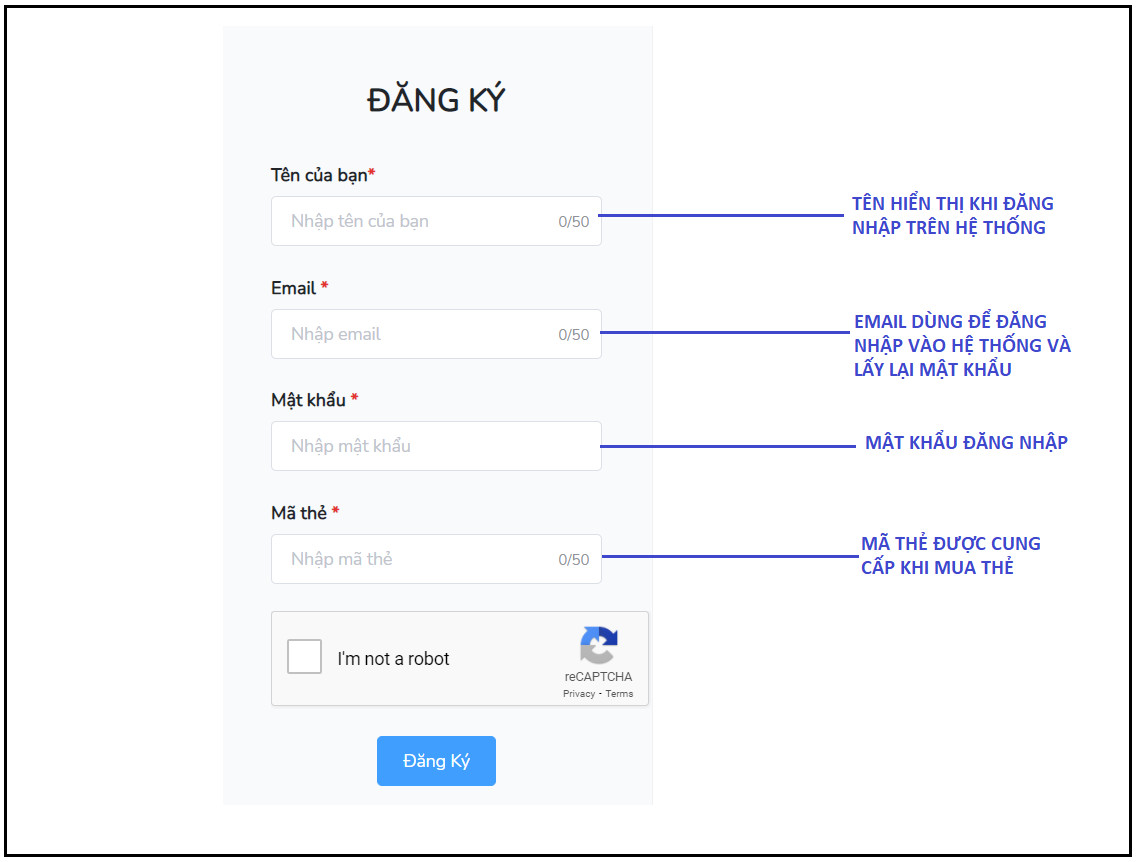 ĐĂNG KÝ
Tên của bạn*
Nhập tên của bạn 0/50
TÊN HIỂN THỊ KHI ĐĂNG
NHẬP TRÊN HỆ THỐNG
Email *
Nhập email 0/50
EMAIL DÙNG ĐỂ ĐĂNG
NHẬP VÀO HỆ THỐNG VÀ
LẤY LẠI MẬT KHẨU
Mật khẩu *
Nhập mật khẩu
MẬT KHẨU ĐĂNG NHẬP
Mã thẻ *
Nhập mã thẻ 0/50
MÃ THẺ ĐƯỢC CUNG
CẤP KHI MUA THẺ
I'm not a robot
reCAPTCHA
Privacy - Terms
Đăng Ký